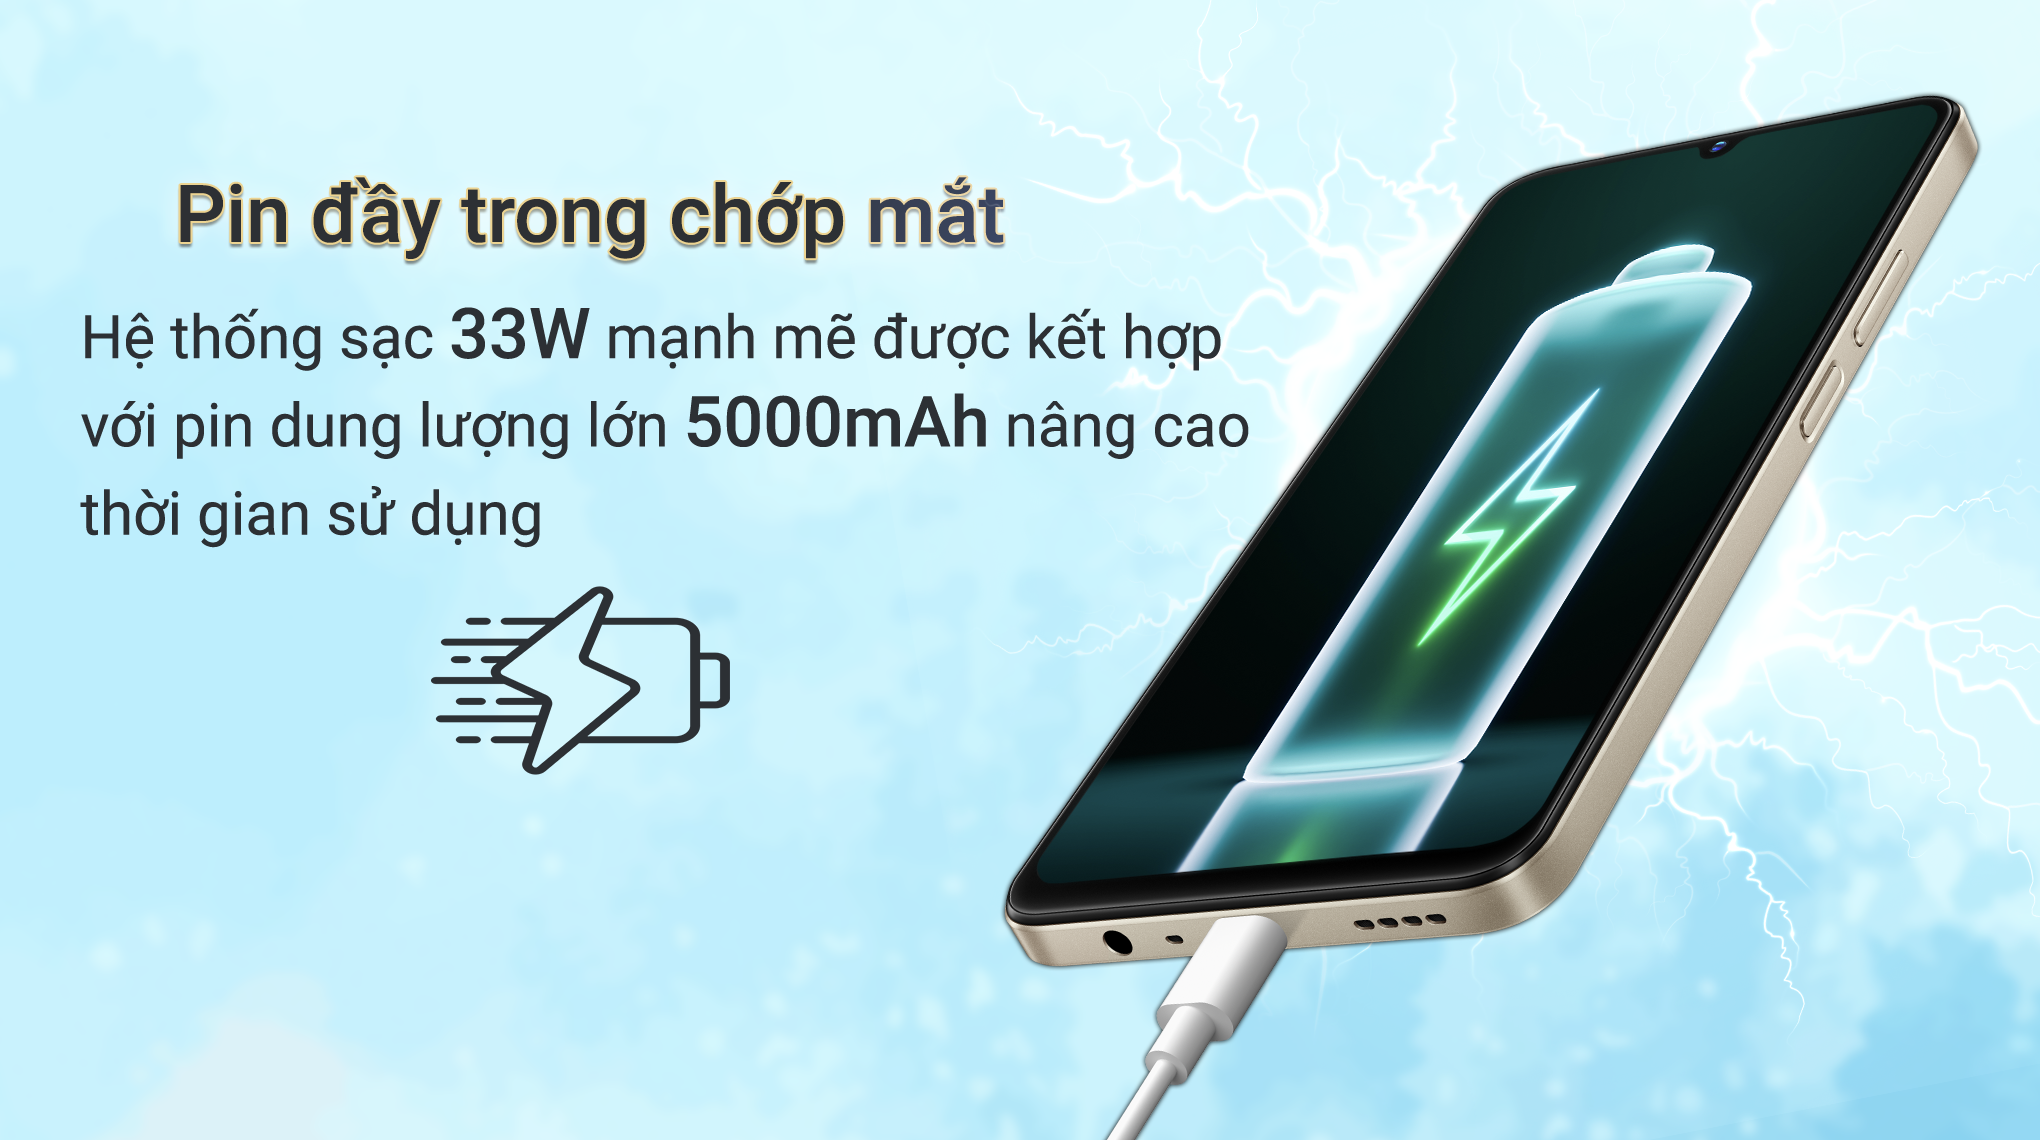 Pin đầy trong chớp mắt
Hệ thống sạc 33W mạnh mẽ được kết hợp
với pin dung lượng lớn 5000mAh nâng cao
thời gian sử dụng